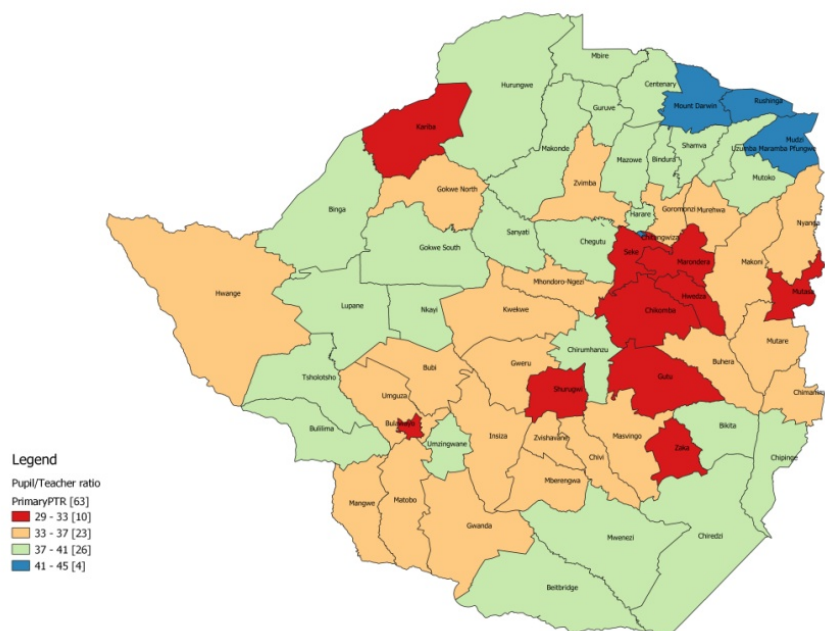 Mbire
Hurungwe
Centenary
Mount Darwin
Rushinga
Kariba
Guruve
Mudzi
Makonde
Shamva
Uzumba Maramba Pfungwe
Mazowe
Bindura
Mutoko
Zvimba
Gokwe North
Binga
Harare
Goromonzi
Murehwa
Nyanga
Chitungwiza
Sanyati
Chegutu
Gokwe South
Seke
Marondera
Makoni
Mhondoro-Ngezi
Hwange
Mutasa
Hwedza
Lupane
Nkayi
Kwekwe
Chikomba
Mutare
Chirumhanzu
Gweru
Buhera
Tsholotsho
Bubi
Gutu
Umguza
Shurugwi
Bulawayo
Bulilima
Umzingwane
Insiza
Zvishavane
Masvingo
Bikita
Zaka
Chivi
Chipinge
Legend
Pupil/Teacher ratio
PrimaryPTR [63]
29 - 33 [10]
33 - 37 [23]
37 - 41 [26]
41 - 45 [4]
Mberengwa
Mangwe
Matobo
Gwanda
Mwenezi
Chiredzi
Beitbridge